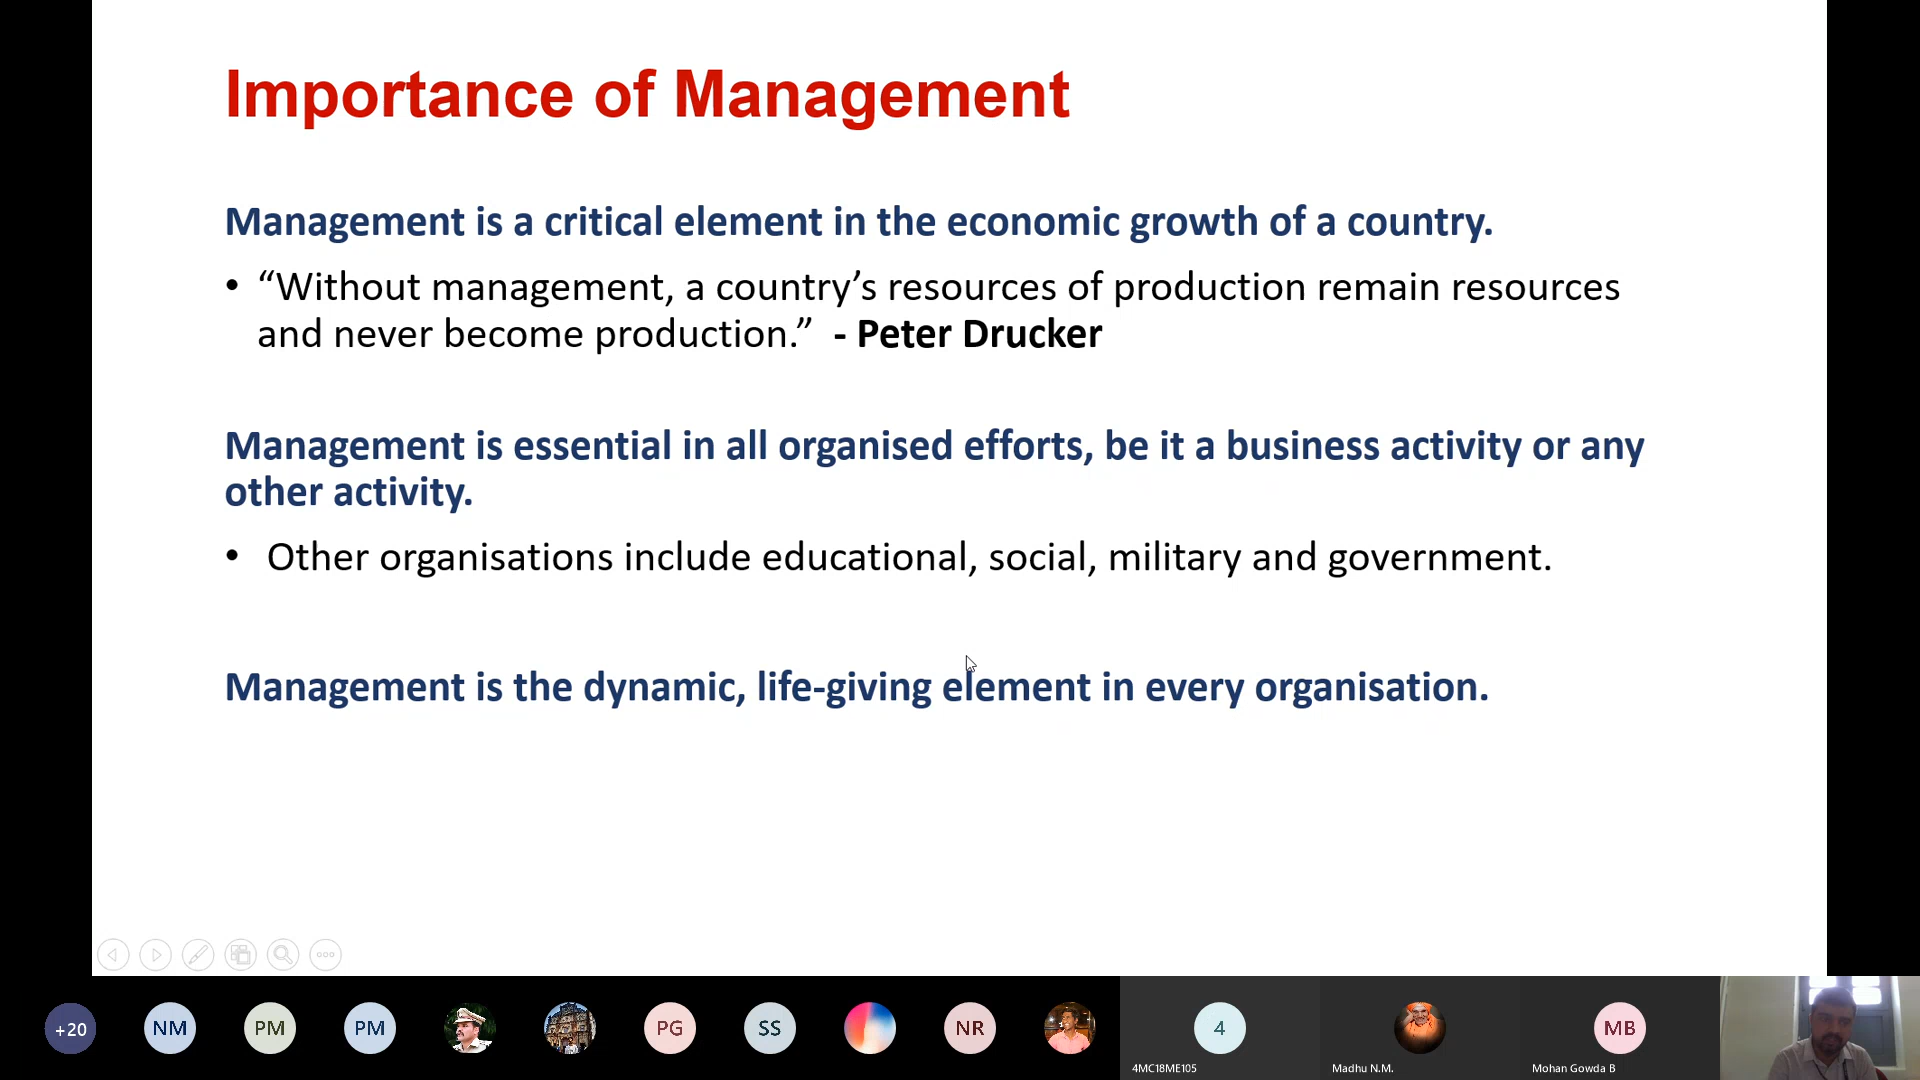 Importance of Management
Management is a critical element in the economic growth of a country.
• “Without management, a country’s resources of production remain resources
and never become production.” - Peter Drucker
Management is essential in all organised efforts, be it a business activity or any
other activity.
• Other organisations include educational, social, military and government.
Management is the dynamic, life-giving element in every organisation.
+20 NM PM PM PG SS NR 4 MB
4MC18ME105 Madhu N.M. Mohan Gowda B